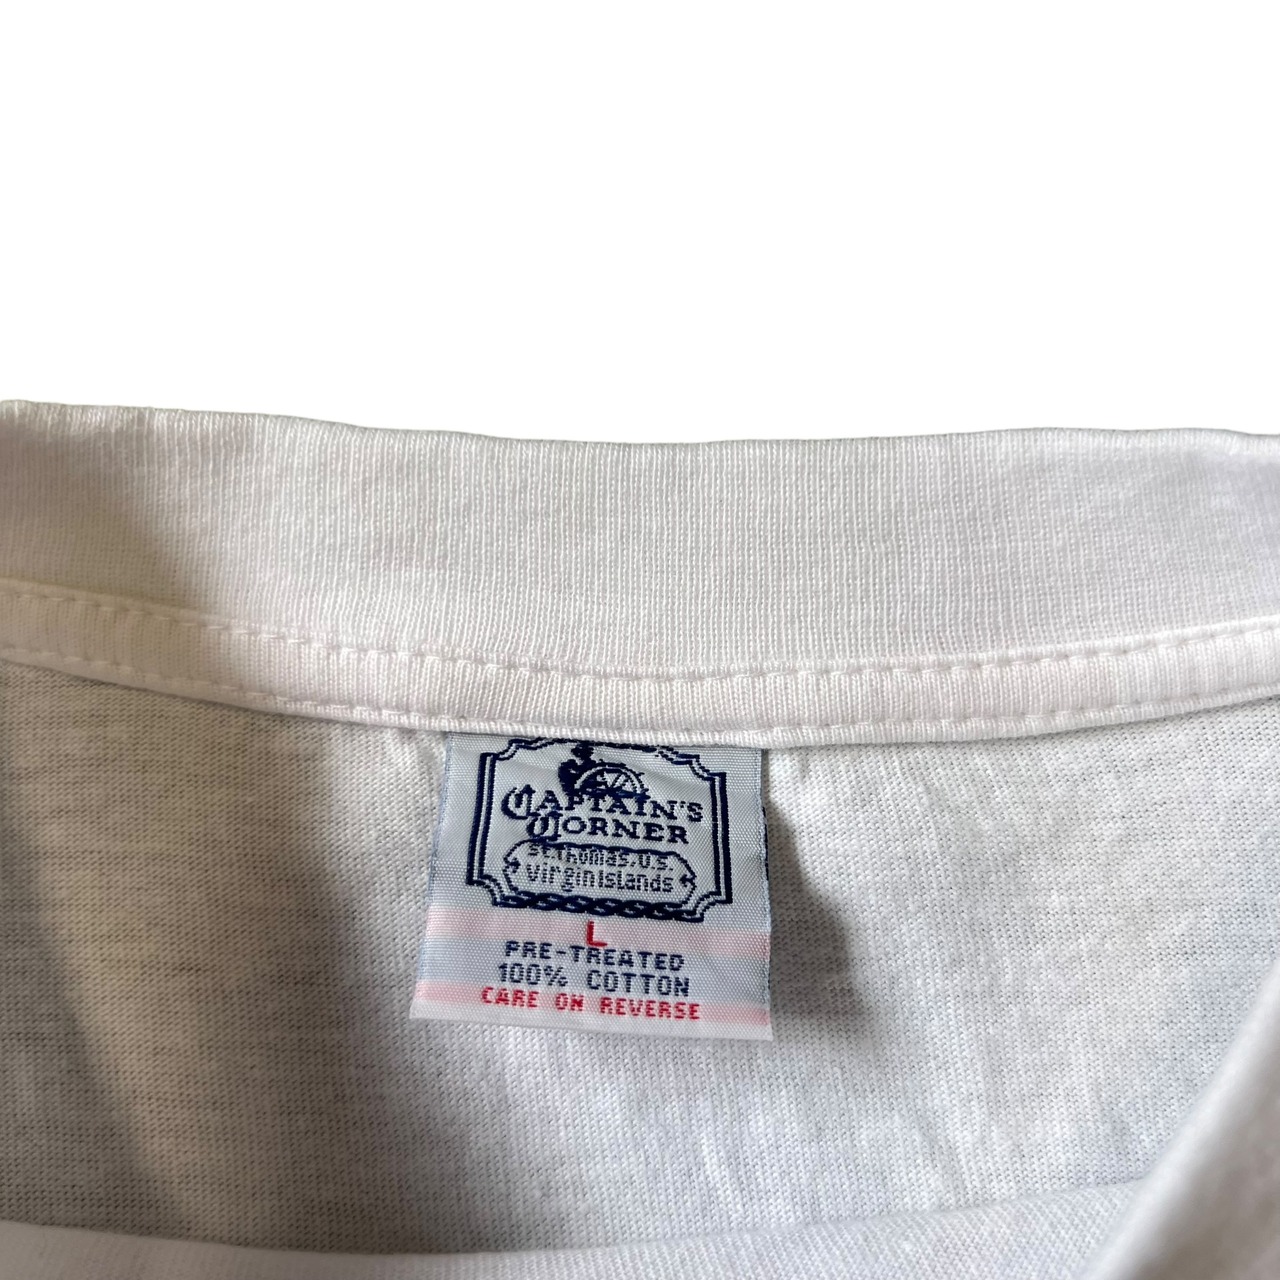 CAPTAIN'S
CORNER
St.Thomas,U.S.
Virgin Islands
L
PRE-TREATED
100% COTTON
CARE ON REVERSE